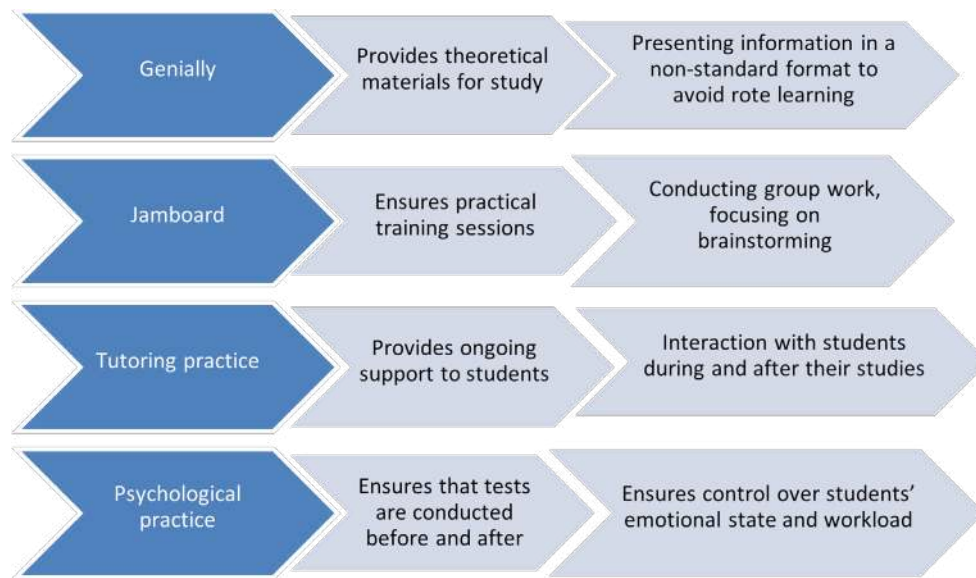 Genially
Provides theoretical
materials for study
Presenting information in a
non-standard format to
avoid rote learning
Jamboard
Ensures practical
training sessions
Conducting group work,
focusing on
brainstorming
Tutoring practice
Provides ongoing
support to students
Interaction with students
during and after their studies
Psychological
practice
Ensures that tests
are conducted
before and after
Ensures control over students’
emotional state and workload